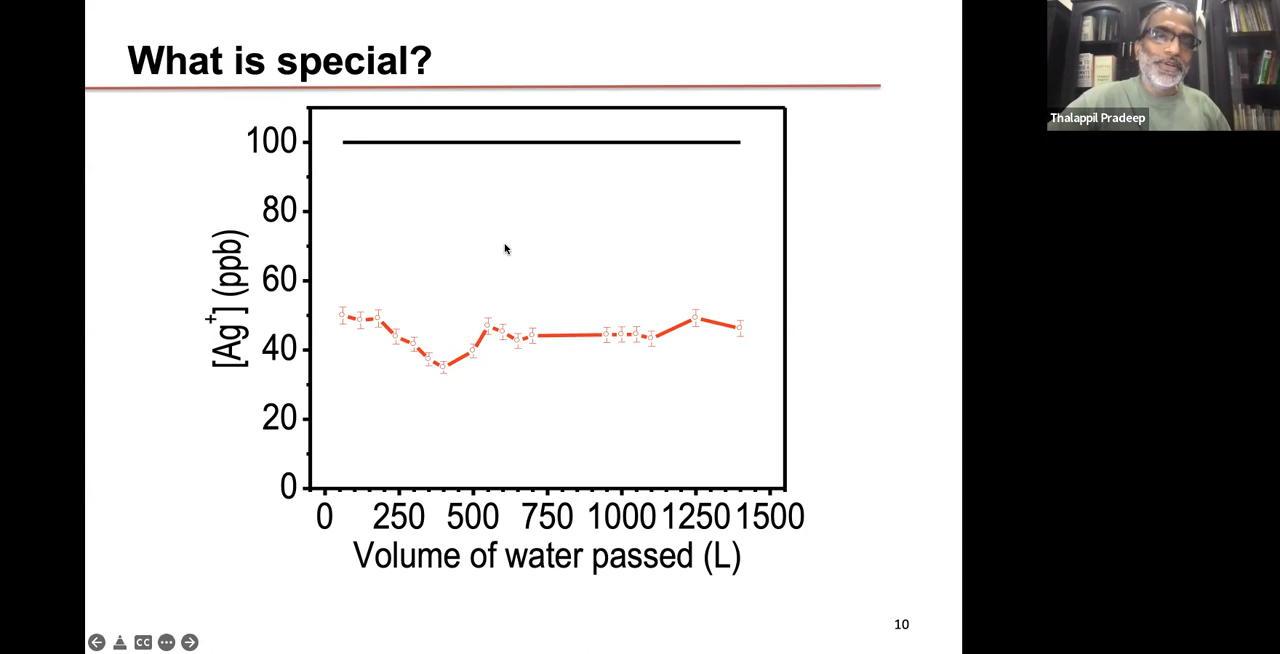 What is special?
100
80
60
40
20
0
[Ag+] (ppb)
0 250 500 750 1000 1250 1500
Volume of water passed (L)
10
CC
Thalappil Pradeep